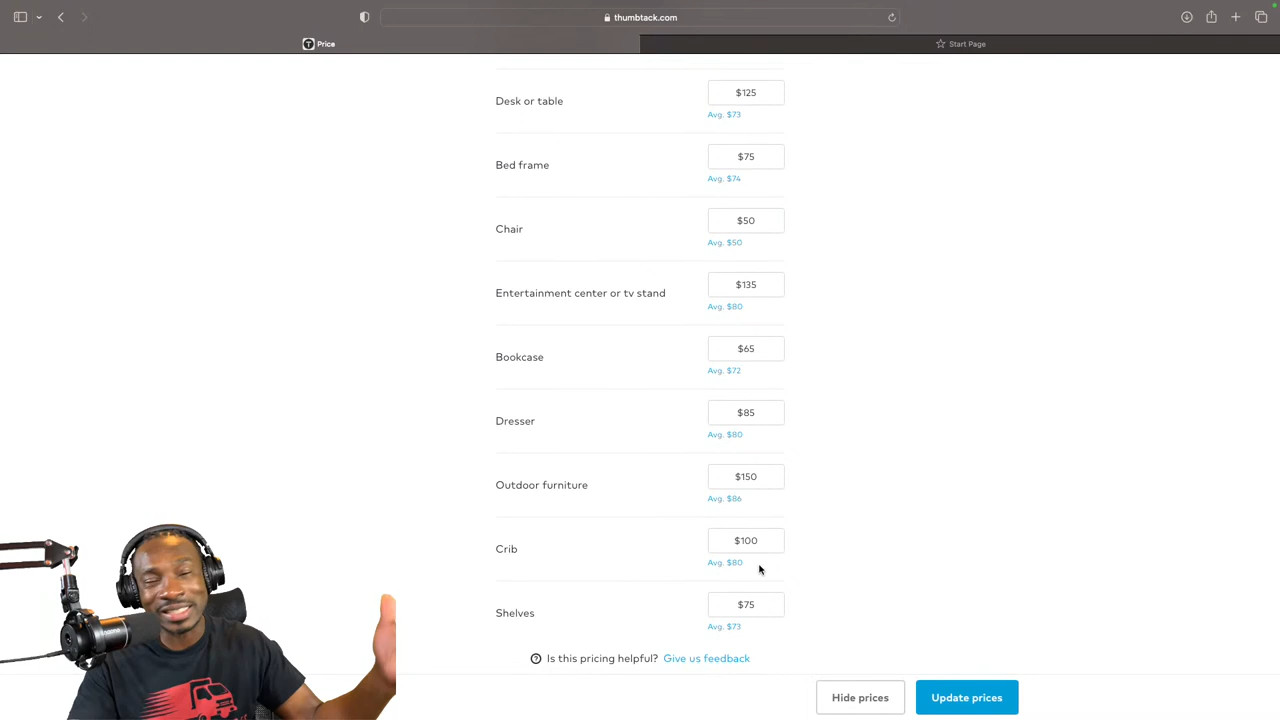 thumbtack.com
Price
Start Page
Desk or table
$125
Avg. $73
Bed frame
$75
Avg. $74
Chair
$50
Avg. $50
Entertainment center or tv stand
$135
Avg. $80
Bookcase
$65
Avg. $72
Dresser
$85
Avg. $80
Outdoor furniture
$150
Avg. $86
Crib
$100
Avg. $80
Shelves
$75
Avg. $73
Is this pricing helpful? Give us feedback
Hide prices
Update prices